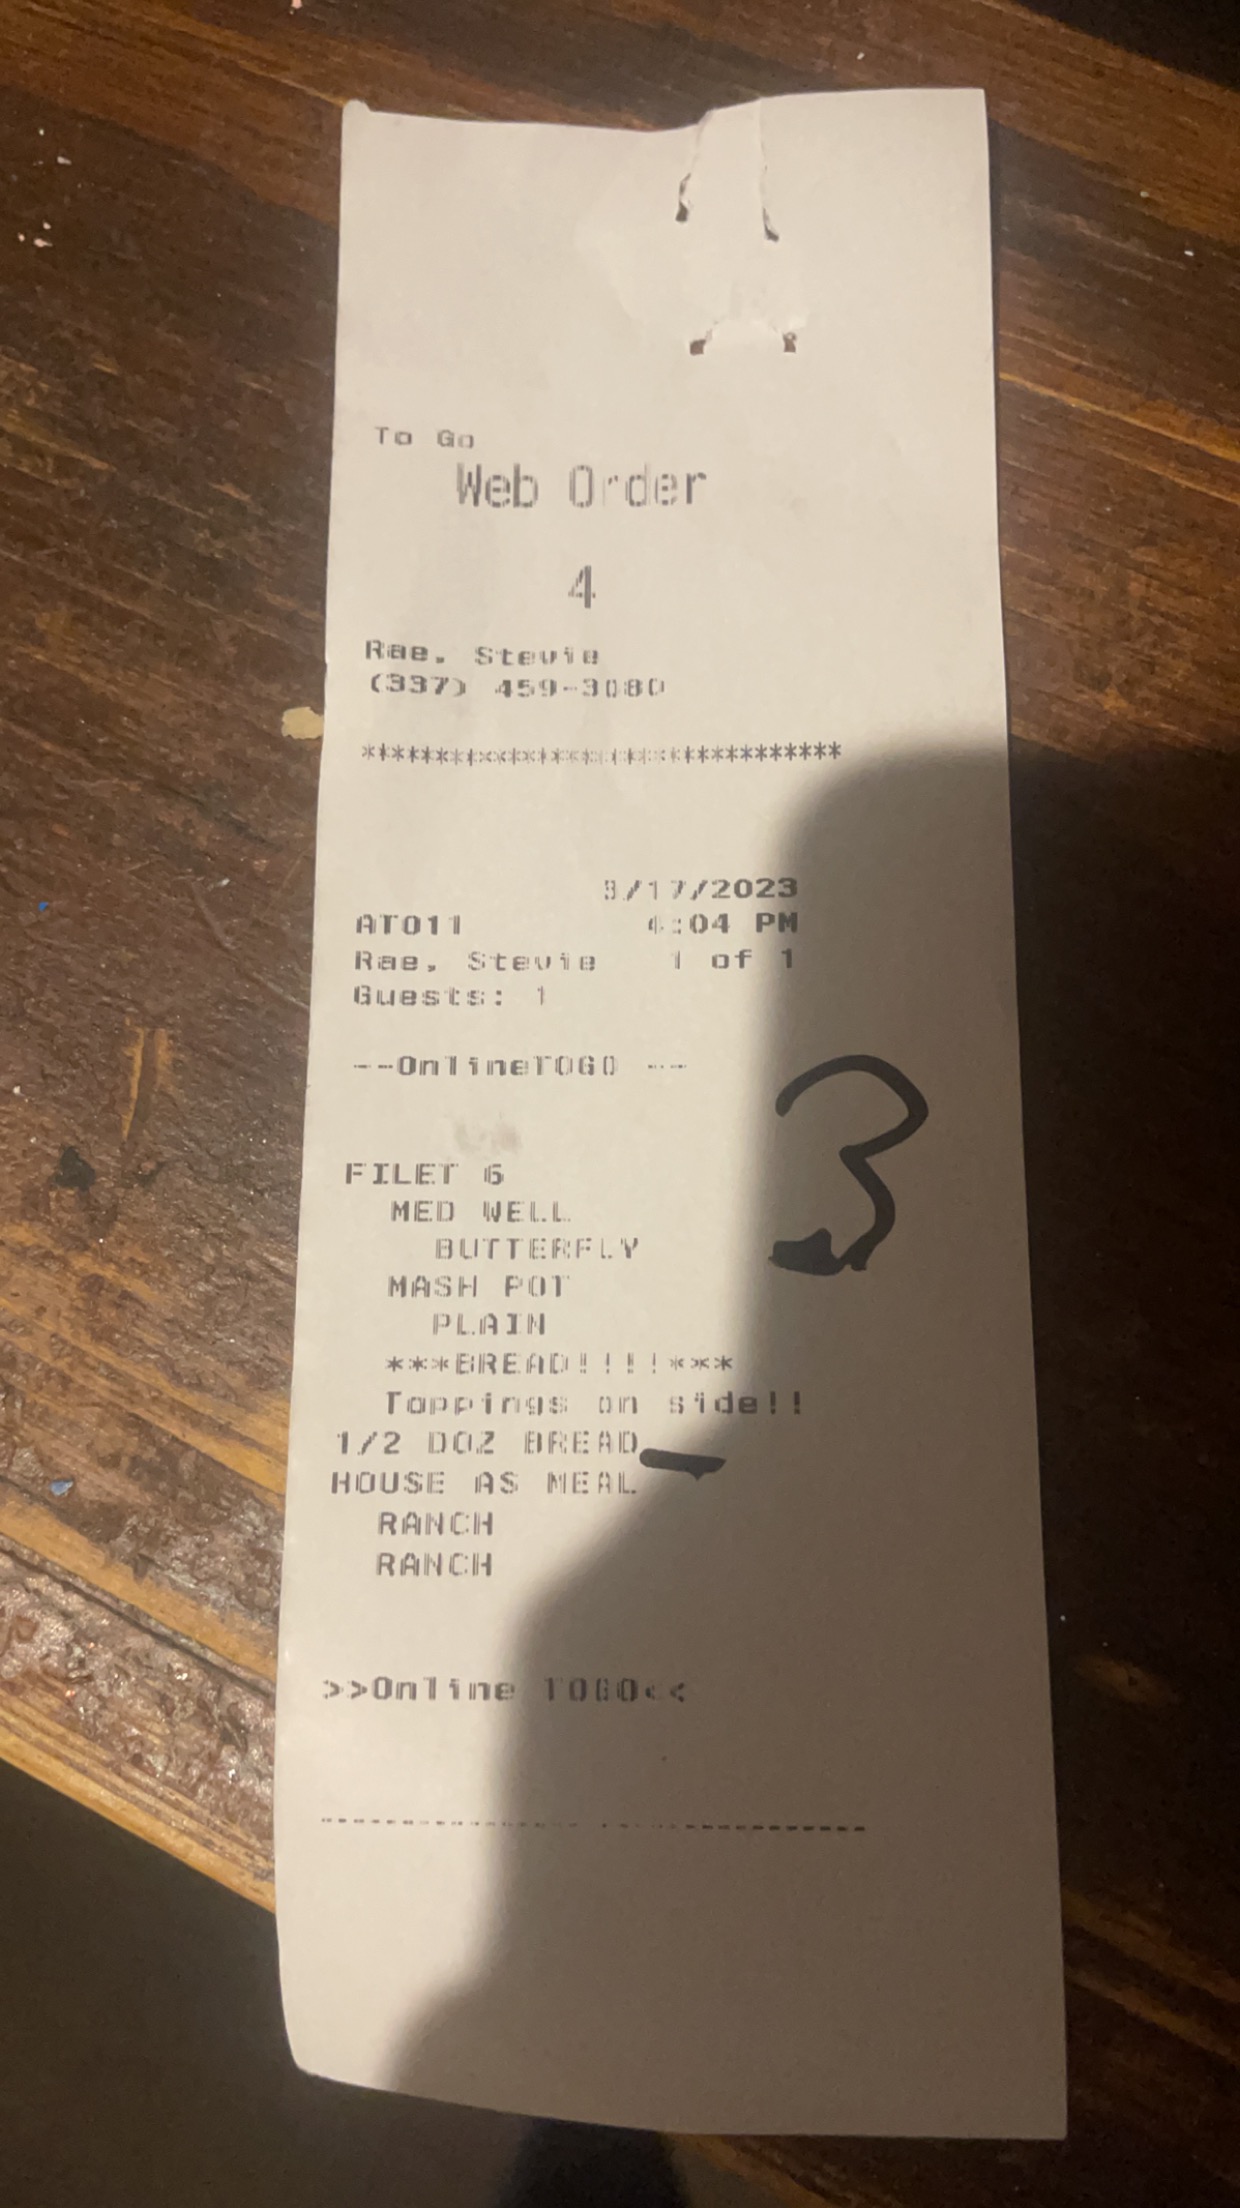 To Go
Web Order
4
Rae, Stevie
(337) 459-3080
*********************************
3/17/2023
AT011 4:04 PM
Rae, Stevie 1 of 1
Guests: 1
--OnlineTOGO --
3
FILET 6
MED WELL
BUTTERFLY
MASH POT
PLAIN
***BREAD!!!!***
Toppings on side!!
1/2 DOZ BREAD
HOUSE AS MEAL
RANCH
RANCH
>>Online TOGO<<